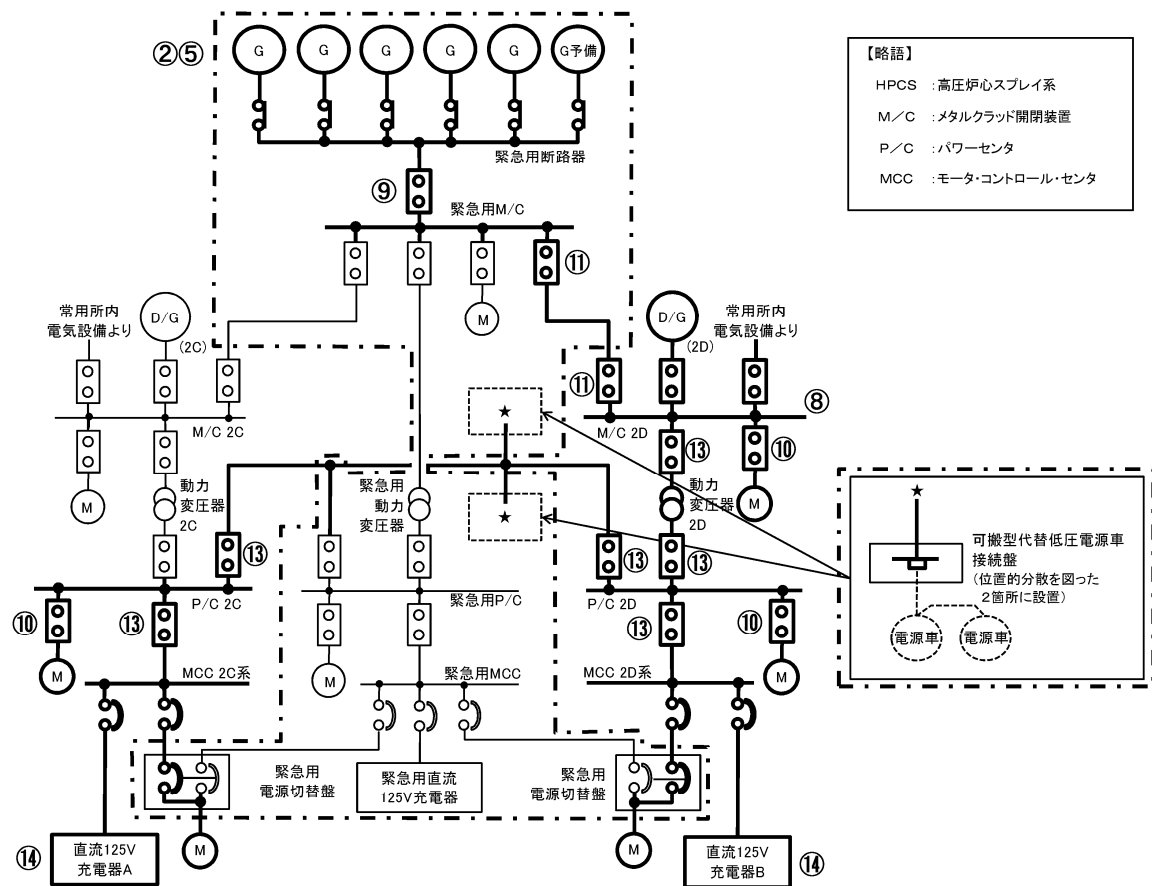 ②⑤
G
G
G
G
G
G予備
緊急用断路器
⑨
緊急用M/C
⑪
M
常用所内
電気設備より
D/G
(2C)
D/G
(2D)
常用所内
電気設備より
⑪
⑧
M/C 2C
★
M/C 2D
⑬
⑩
M
動力
変圧器
2C
緊急用
動力
変圧器
★
動力
変圧器
2D
M
⑬
⑬
⑬
P/C 2C
緊急用P/C
P/C 2D
⑩
⑬
⑬
⑩
M
M
M
MCC 2C系
緊急用MCC
MCC 2D系
緊急用
電源切替盤
緊急用直流
125V充電器
緊急用
電源切替盤
M
M
⑭
直流125V
充電器A
直流125V
充電器B
⑭
【略語】
HPCS :高圧炉心スプレイ系
M/C :メタルクラッド開閉装置
P/C :パワーセンタ
MCC :モータ・コントロール・センタ
★
可搬型代替低圧電源車
接続盤
(位置的分散を図った
2箇所に設置)
電源車
電源車